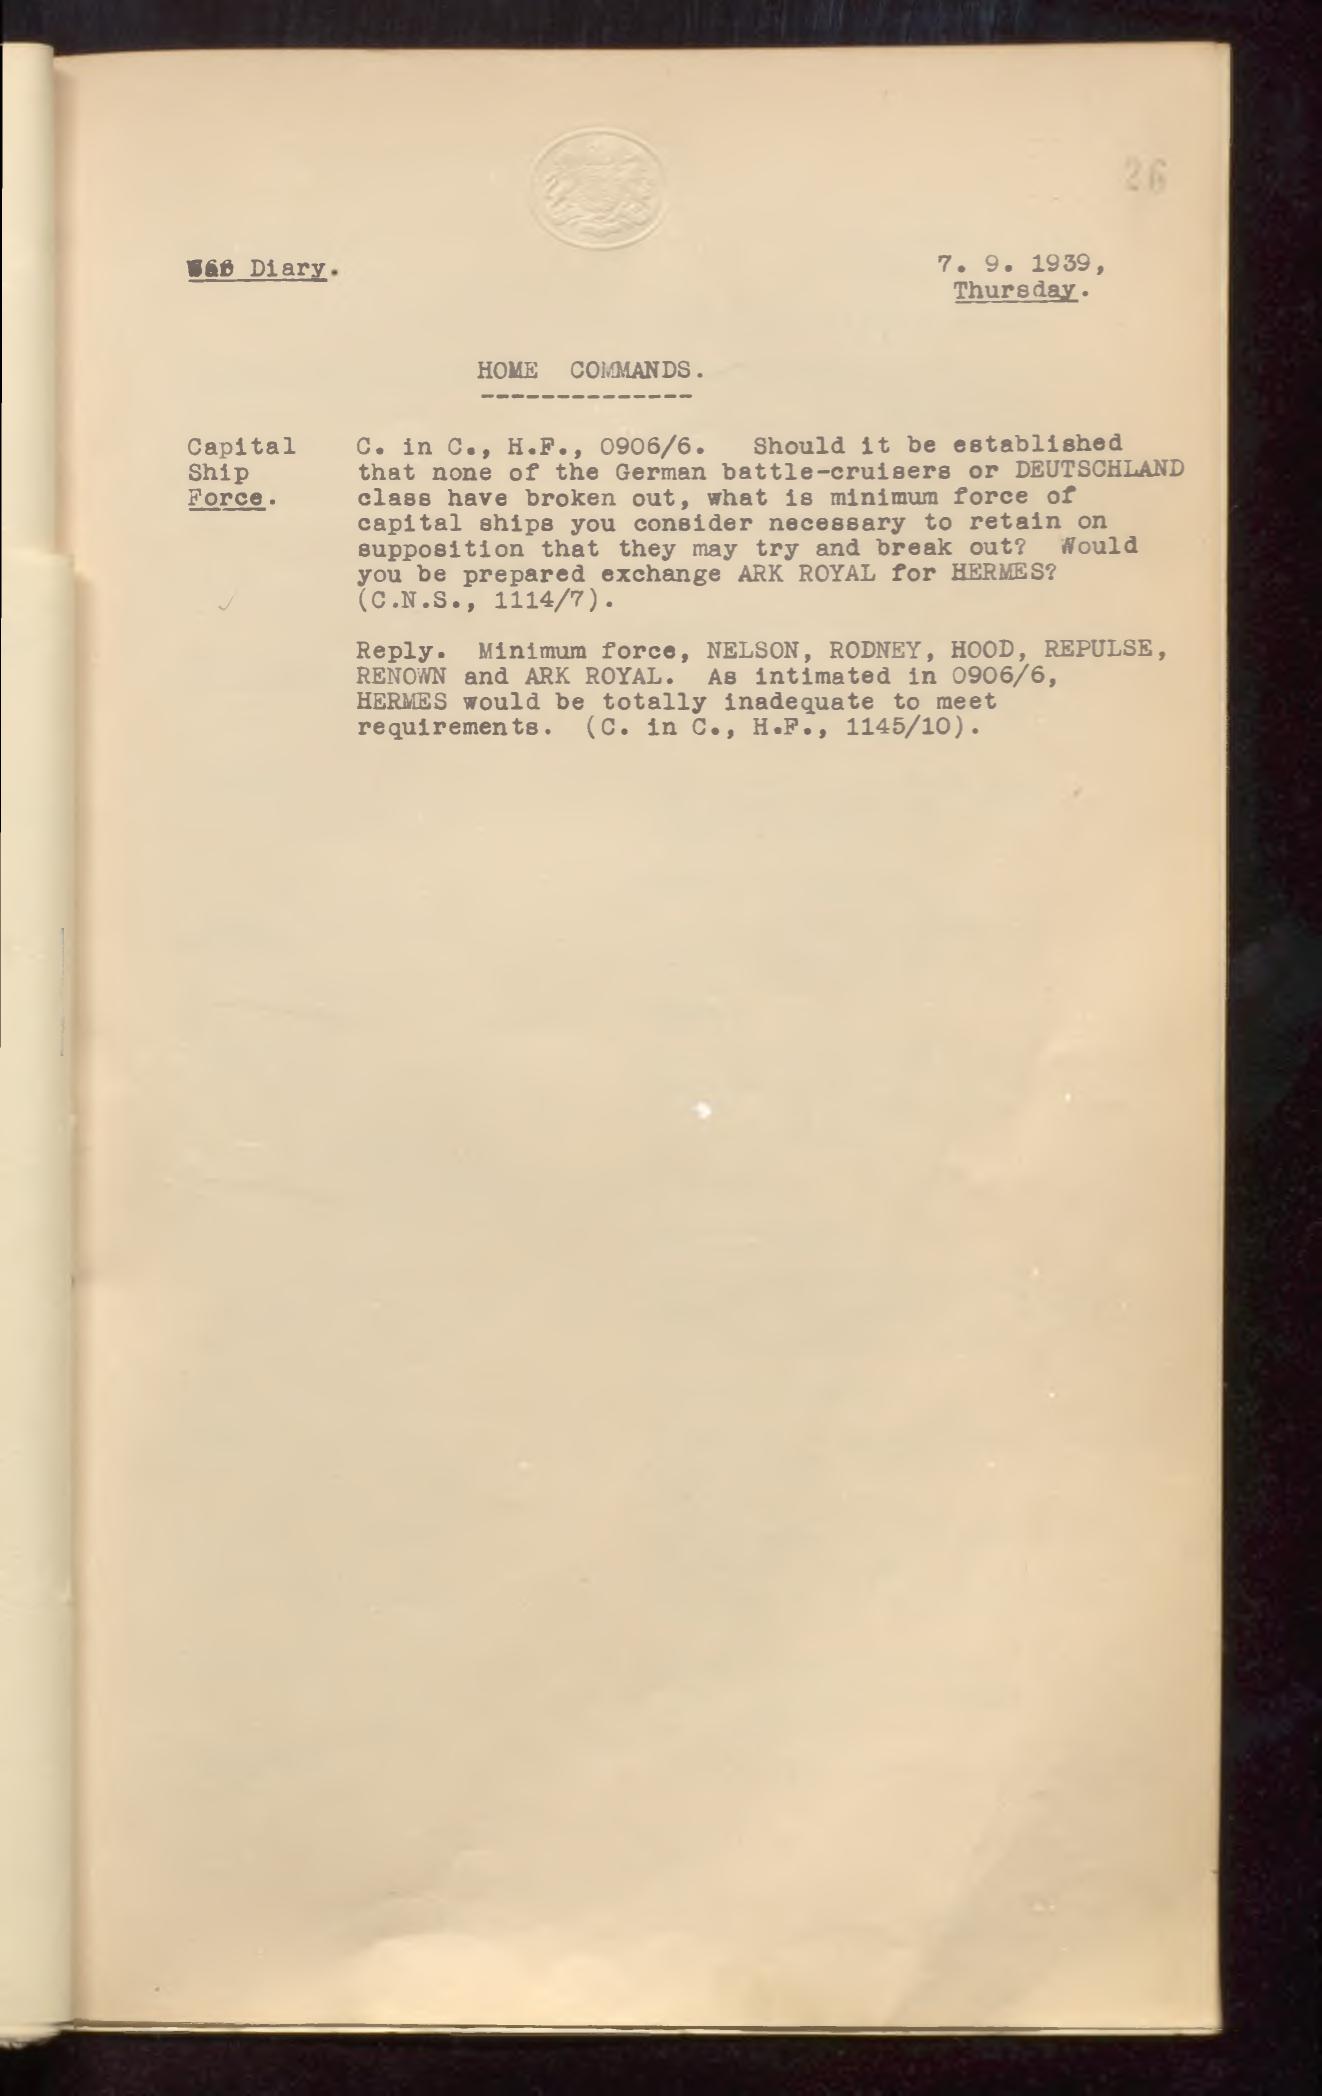 26
War Diary.
7. 9. 1939,
Thursday.
HOME COMMANDS.
--------------
Capital
Ship
Force.
C. in C., H.F., 0906/6. Should it be established
that none of the German battle-cruisers or DEUTSCHLAND
class have broken out, what is minimum force of
capital ships you consider necessary to retain on
supposition that they may try and break out? Would
you be prepared exchange ARK ROYAL for HERMES?
(C.N.S., 1114/7).
Reply. Minimum force, NELSON, RODNEY, HOOD, REPULSE,
RENOWN and ARK ROYAL. As intimated in 0906/6,
HERMES would be totally inadequate to meet
requirements. (C. in C., H.F., 1145/10).